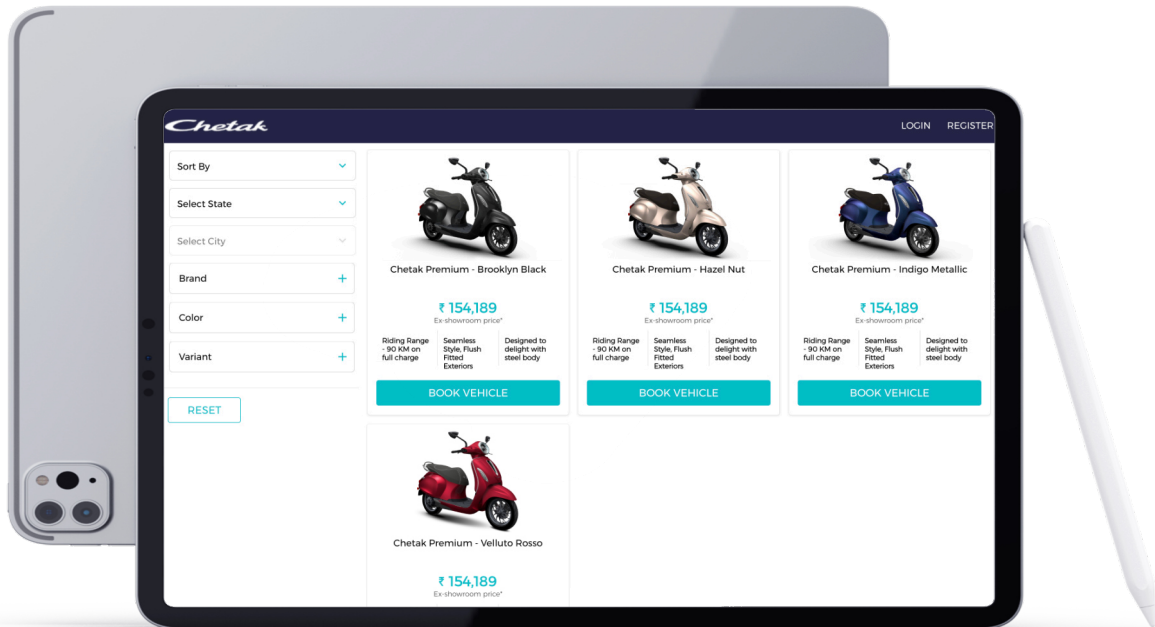 Chetak
LOGIN REGISTER
Sort By
Select State
Select City
Brand
Color
Variant
RESET
Chetak Premium - Brooklyn Black
₹ 154,189
Ex-showroom price*
Riding Range
- 90 KM on
full charge
Seamless
Style, Flush
Fitted
Exteriors
Designed to
delight with
steel body
BOOK VEHICLE
Chetak Premium - Hazel Nut
₹ 154,189
Ex-showroom price*
Riding Range
- 90 KM on
full charge
Seamless
Style, Flush
Fitted
Exteriors
Designed to
delight with
steel body
BOOK VEHICLE
Chetak Premium - Indigo Metallic
₹ 154,189
Ex-showroom price*
Riding Range
- 90 KM on
full charge
Seamless
Style, Flush
Fitted
Exteriors
Designed to
delight with
steel body
BOOK VEHICLE
Chetak Premium - Velluto Rosso
₹ 154,189
Ex-showroom price*